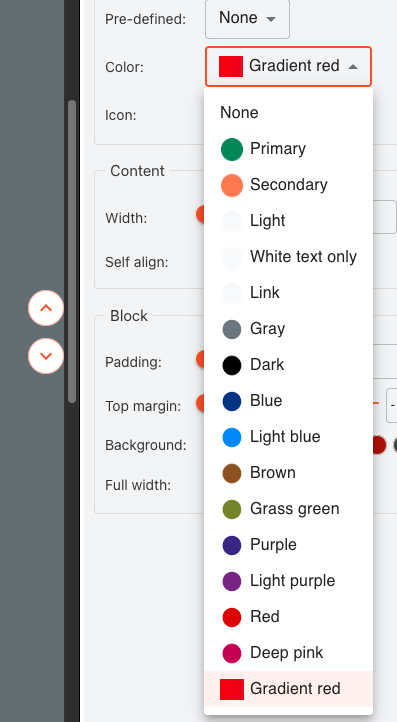 Pre-defined:
None
Color:
Gradient red
Icon:
None
Primary
Secondary
Light
White text only
Link
Gray
Dark
Blue
Light blue
Brown
Grass green
Purple
Light purple
Red
Deep pink
Gradient red
Content
Width:
Self align:
Block
Padding:
Top margin:
-
Background:
Full width: